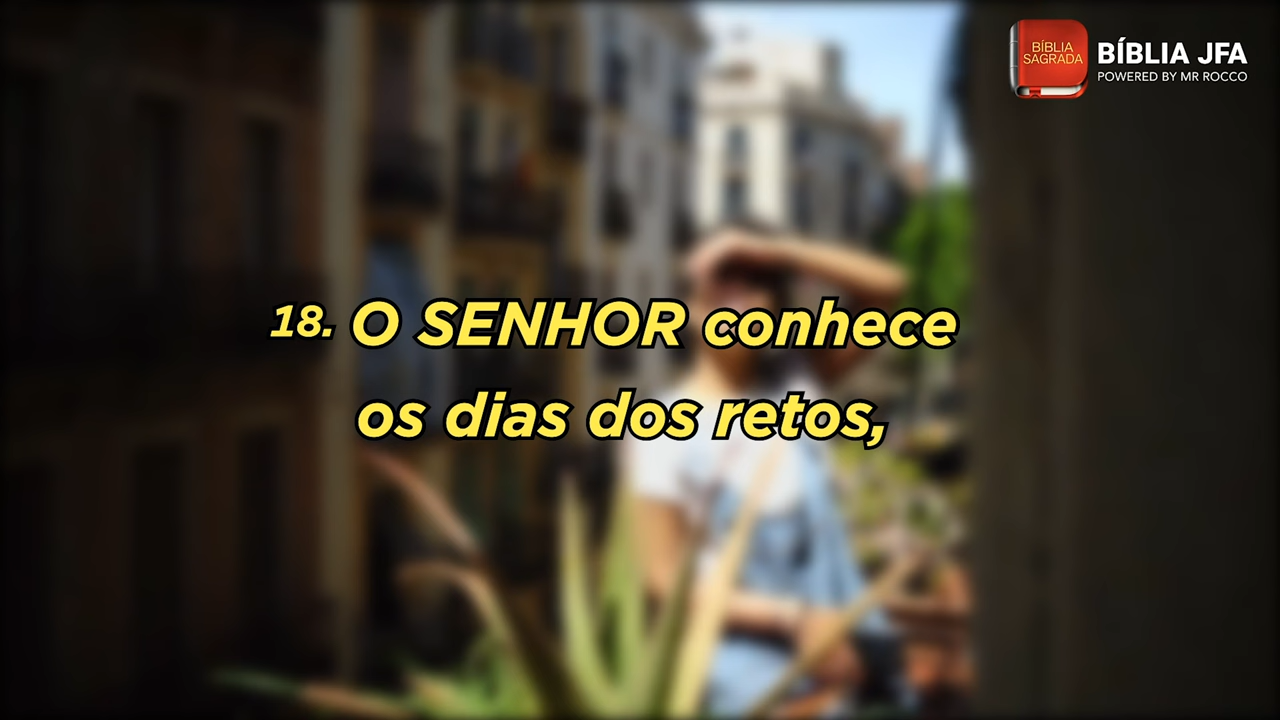 BÍBLIA
SAGRADA
BÍBLIA JFA
POWERED BY MR ROCCO
18. O SENHOR conhece
os dias dos retos,